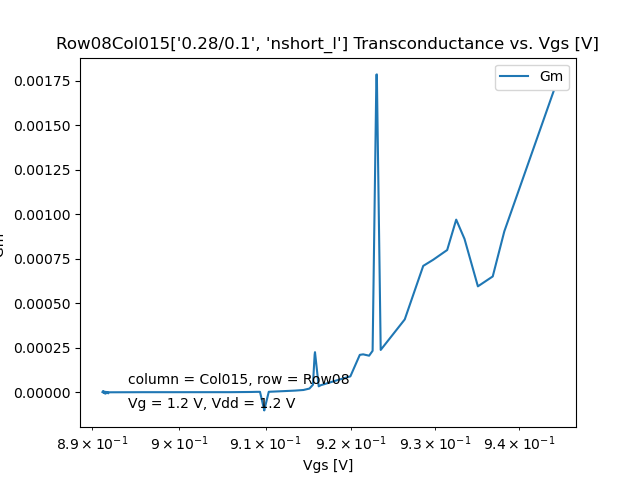 Row08Col015['0.28/0.1', 'nshort_l'] Transconductance vs. Vgs [V]
Gm
0.00175
0.00150
0.00125
0.00100
0.00075
0.00050
0.00025
0.00000
Gm
column = Col015, row = Row08
Vg = 1.2 V, Vdd = 1.2 V
8.9 × 10⁻¹ 9 × 10⁻¹ 9.1 × 10⁻¹ 9.2 × 10⁻¹ 9.3 × 10⁻¹ 9.4 × 10⁻¹
Vgs [V]